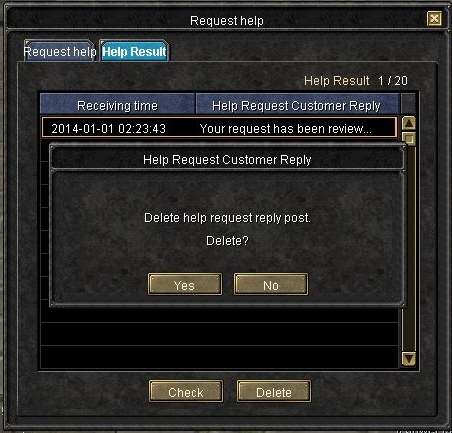 Request help
Request help Help Result
Help Result 1 / 20
Receiving time Help Request Customer Reply
2014-01-01 02:23:43 Your request has been review...
Help Request Customer Reply
Delete help request reply post.
Delete?
Yes No
Check Delete